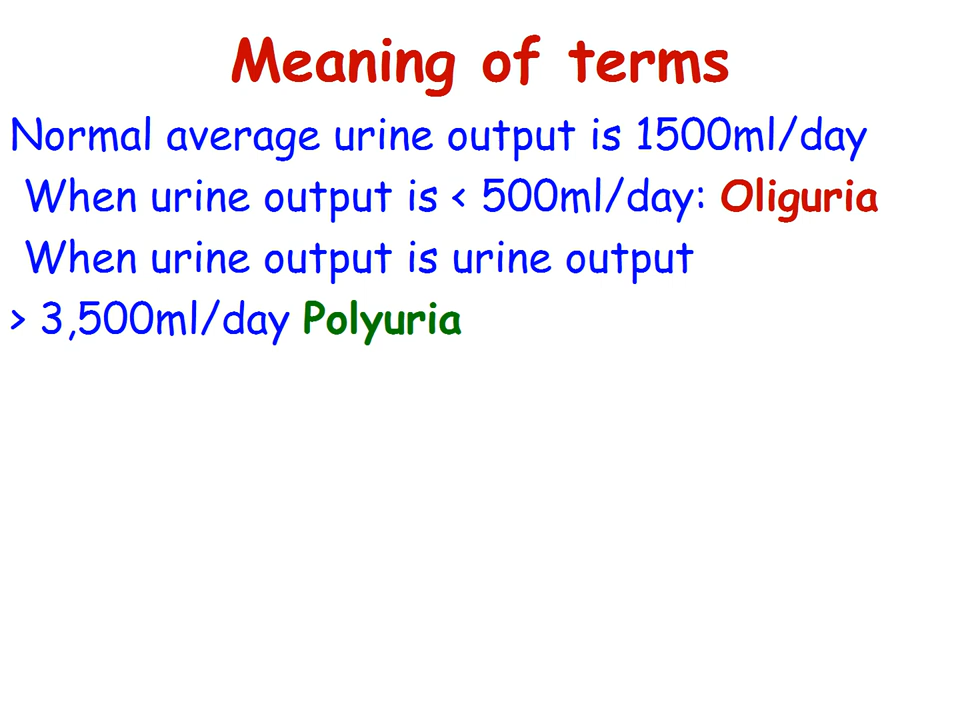 Meaning of terms
Normal average urine output is 1500ml/day
When urine output is < 500ml/day: Oliguria
When urine output is urine output
> 3,500ml/day Polyuria